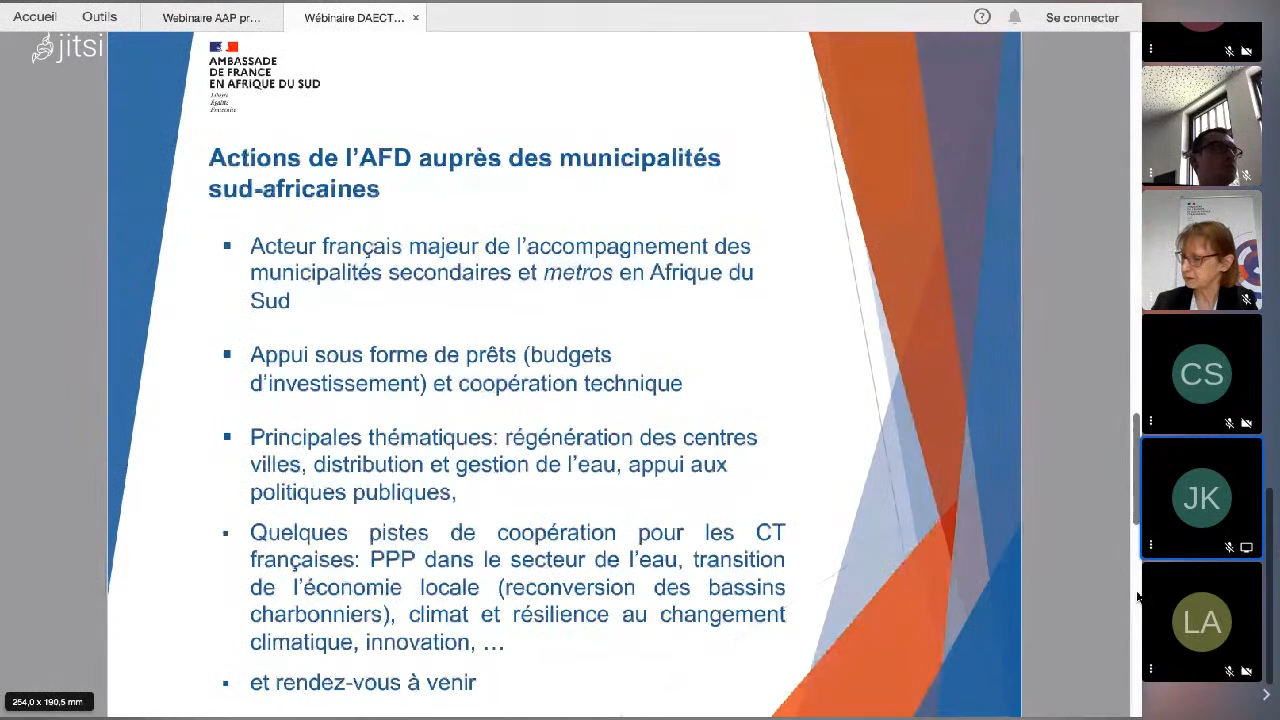 Accueil
Outils
Webinaire AAP pr...
Wébinaire DAECT...
×
?
Se connecter
jitsi
AMBASSADE
DE FRANCE
EN AFRIQUE DU SUD
Liberté
Égalité
Fraternité
Actions de l’AFD auprès des municipalités
sud-africaines
▪ Acteur français majeur de l’accompagnement des
municipalités secondaires et metros en Afrique du
Sud
▪ Appui sous forme de prêts (budgets
d’investissement) et coopération technique
▪ Principales thématiques: régénération des centres
villes, distribution et gestion de l’eau, appui aux
politiques publiques,
▪ Quelques pistes de coopération pour les CT
françaises: PPP dans le secteur de l’eau, transition
de l’économie locale (reconversion des bassins
charbonniers), climat et résilience au changement
climatique, innovation, …
▪ et rendez-vous à venir
254,0 x 190,5 mm
CS
JK
LA